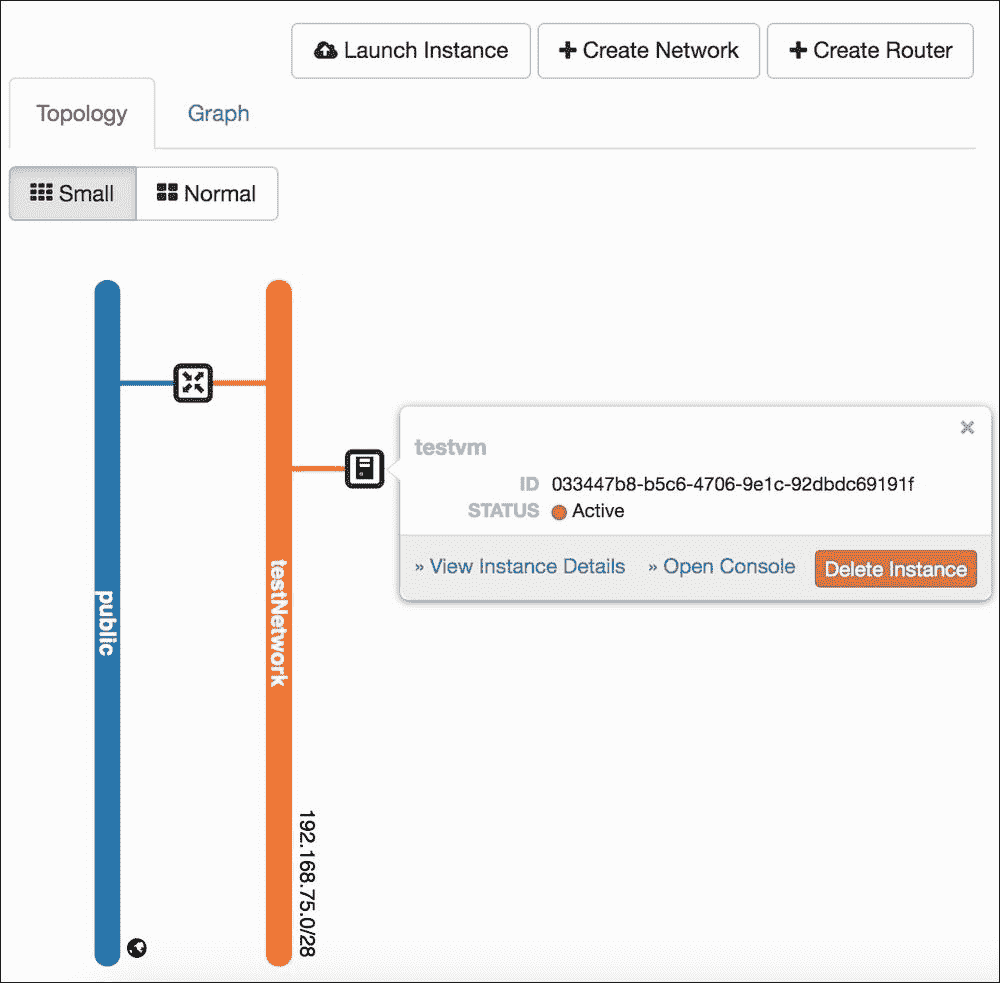 Launch Instance
+ Create Network
+ Create Router
Topology
Graph
Small
Normal
testvm
ID 033447b8-b5c6-4706-9e1c-92dbdc69191f
STATUS Active
» View Instance Details
» Open Console
Delete Instance
public
testNetwork
192.168.75.0/28